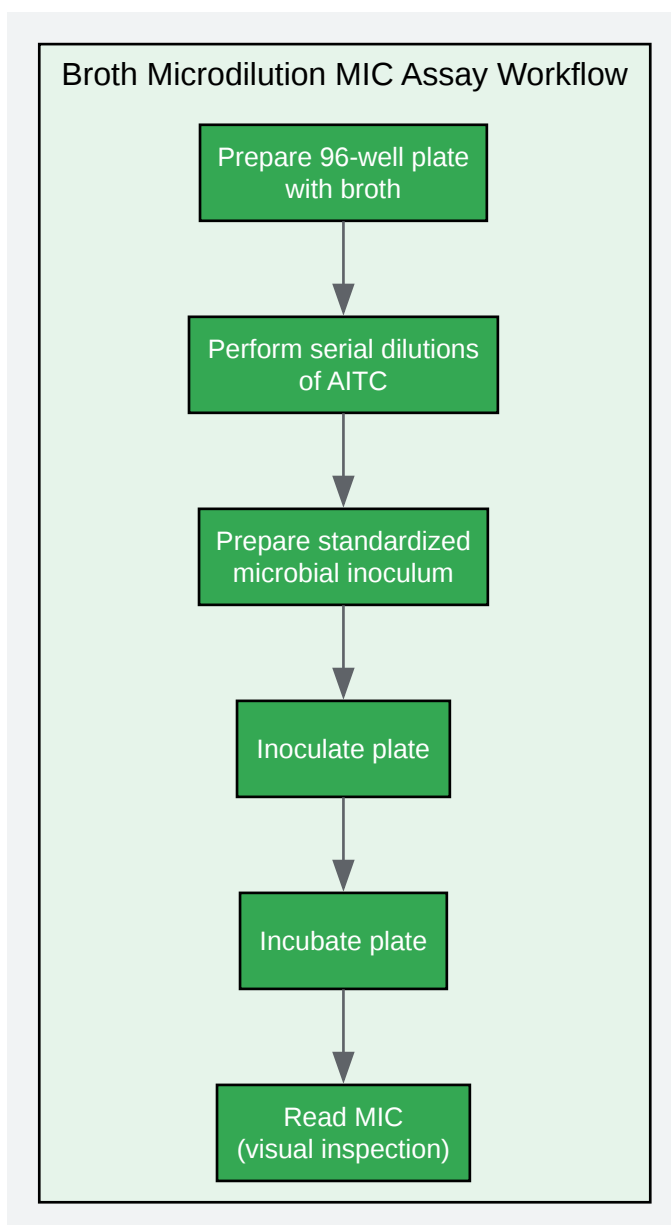 Broth Microdilution MIC Assay Workflow
Prepare 96-well plate
with broth
Perform serial dilutions
of AITC
Prepare standardized
microbial inoculum
Inoculate plate
Incubate plate
Read MIC
(visual inspection)